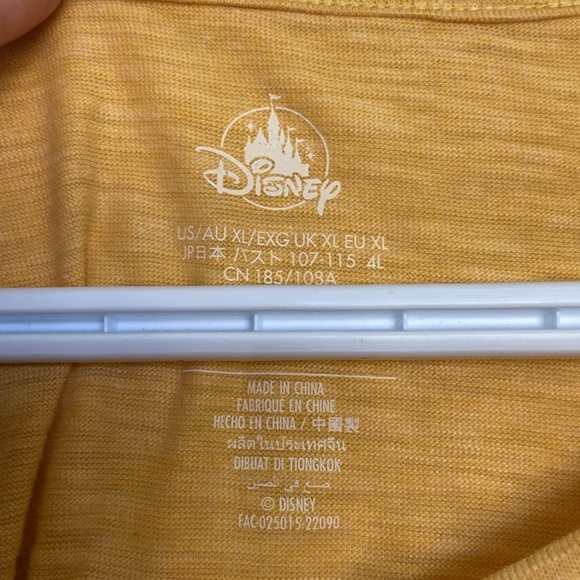 Disney
US/AU XL/EXG UK XL EU XL
JP日本 バスト 107-115 4L
CN 185/108A
MADE IN CHINA
FABRIQUÉ EN CHINE
HECHO EN CHINA / 中國製
ผลิตในประเทศจีน
DIBUAT DI TIONGKOK
صنع في الصين
© DISNEY
FAC-025015:22090